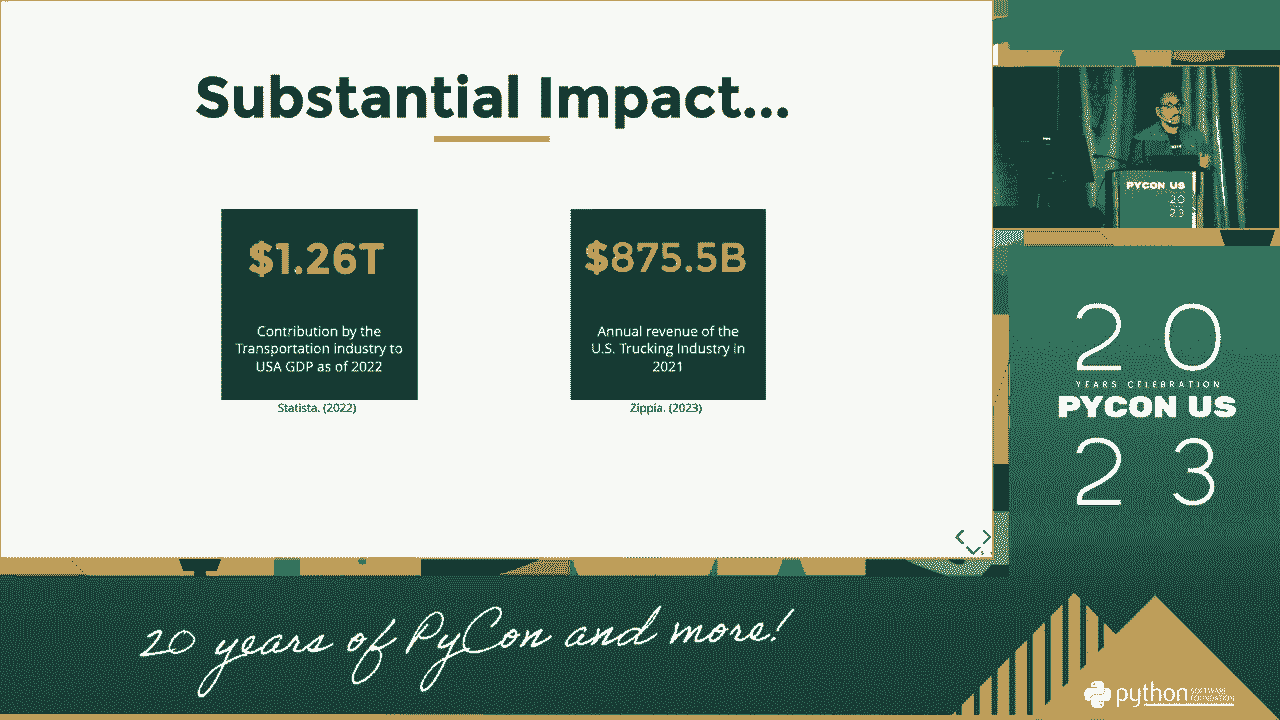 Substantial Impact...
$1.26T
Contribution by the
Transportation industry to
USA GDP as of 2022
Statista. (2022)
$875.5B
Annual revenue of the
U.S. Trucking Industry in
2021
Zippia. (2023)
PYCON US
20
23
20
YEARS CELEBRATION
PYCON US
23
20 years of PyCon and more!
python SOFTWARE
FOUNDATION